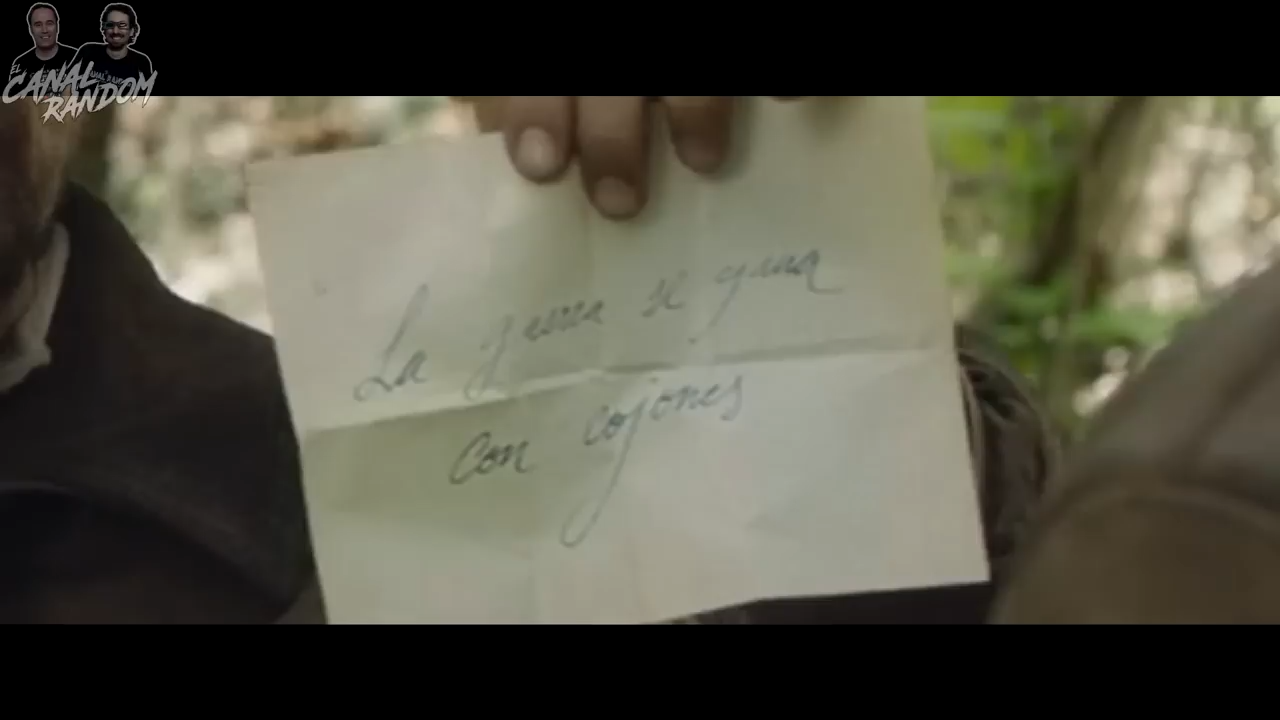 EL
CANAL
RANDOM
La guerra se gana
con cojones